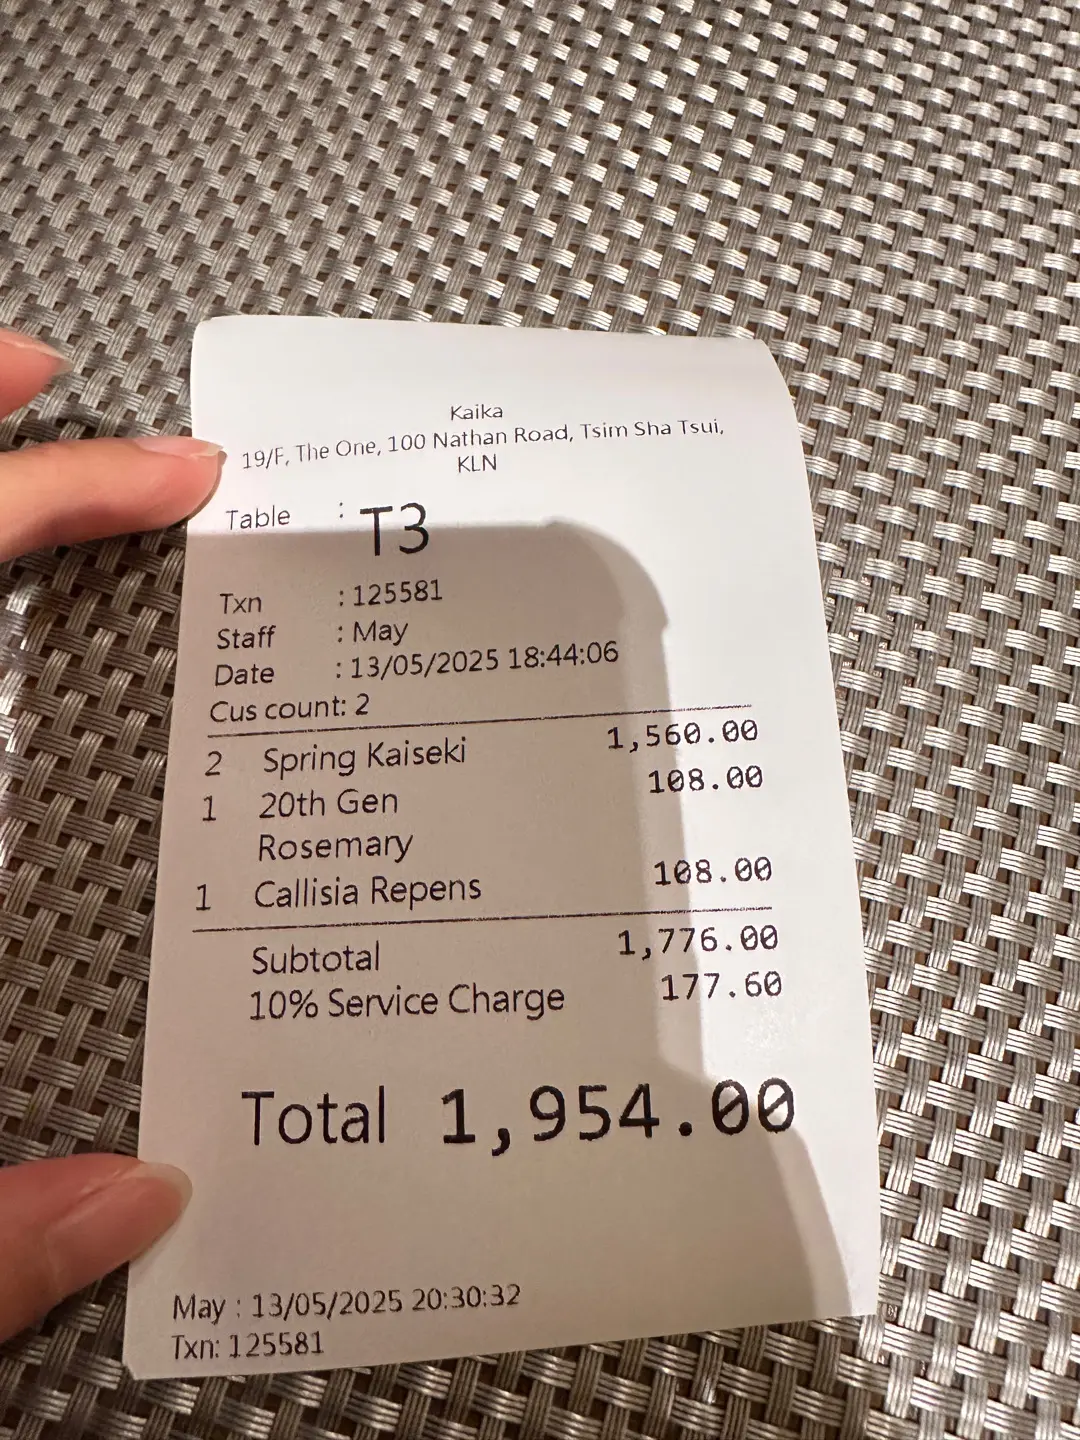 Kaika
19/F, The One, 100 Nathan Road, Tsim Sha Tsui,
KLN
Table : T3
Txn : 125581
Staff : May
Date : 13/05/2025 18:44:06
Cus count: 2
2 Spring Kaiseki 1,560.00
1 20th Gen 108.00
Rosemary
1 Callisia Repens 108.00
Subtotal 1,776.00
10% Service Charge 177.60
Total 1,954.00
May : 13/05/2025 20:30:32
Txn: 125581